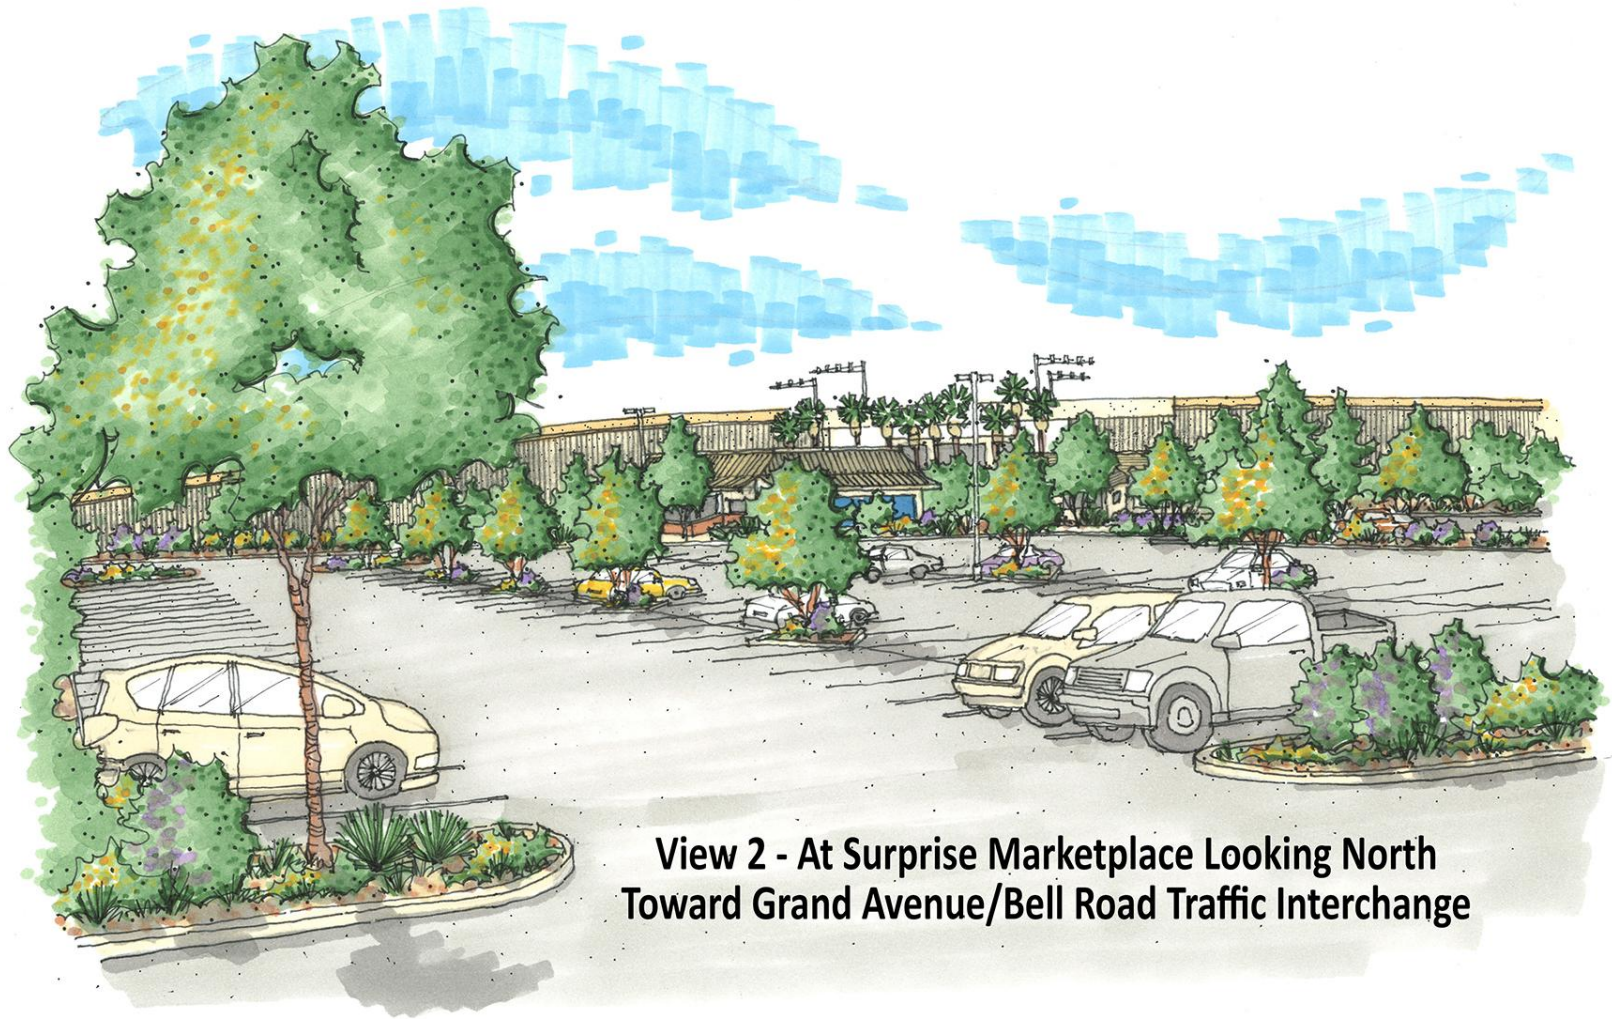 View 2 - At Surprise Marketplace Looking North
Toward Grand Avenue/Bell Road Traffic Interchange